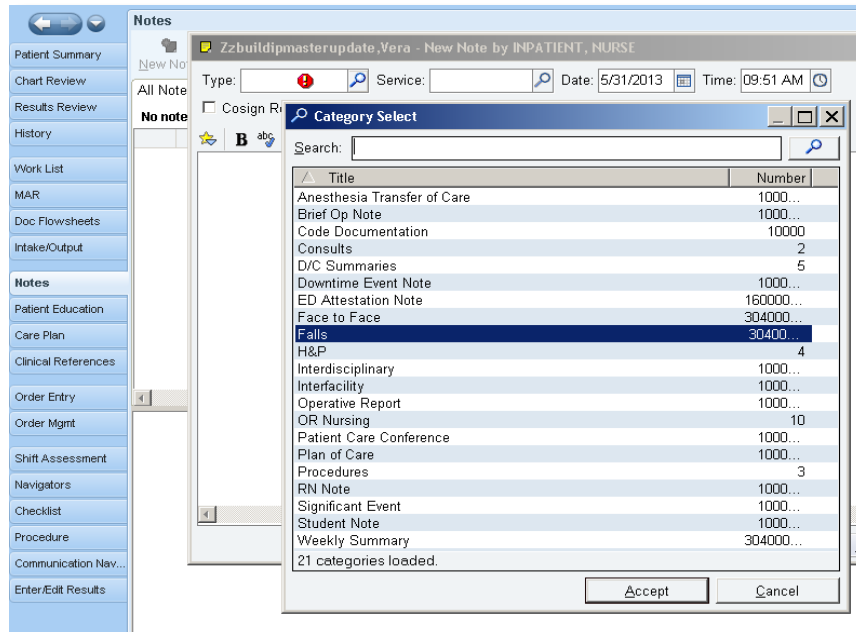 Notes
Patient Summary
Chart Review
Results Review
History
Work List
MAR
Doc Flowsheets
Intake/Output
Notes
Patient Education
Care Plan
Clinical References
Order Entry
Order Mgmt
Shift Assessment
Navigators
Checklist
Procedure
Communication Nav...
Enter/Edit Results
New No
All Note
No note
Zzbuildipmasterupdate,Vera - New Note by INPATIENT, NURSE
Type: Service: Date: 5/31/2013 Time: 09:51 AM
Cosign R
B abc
Category Select
Search:
Title Number
Anesthesia Transfer of Care 1000...
Brief Op Note 1000...
Code Documentation 10000
Consults 2
D/C Summaries 5
Downtime Event Note 1000...
ED Attestation Note 160000...
Face to Face 304000...
Falls 30400...
H&P 4
Interdisciplinary 1000...
Interfacility 1000...
Operative Report 1000...
OR Nursing 10
Patient Care Conference 1000...
Plan of Care 1000...
Procedures 3
RN Note 1000...
Significant Event 1000...
Student Note 1000...
Weekly Summary 304000...
21 categories loaded.
Accept Cancel